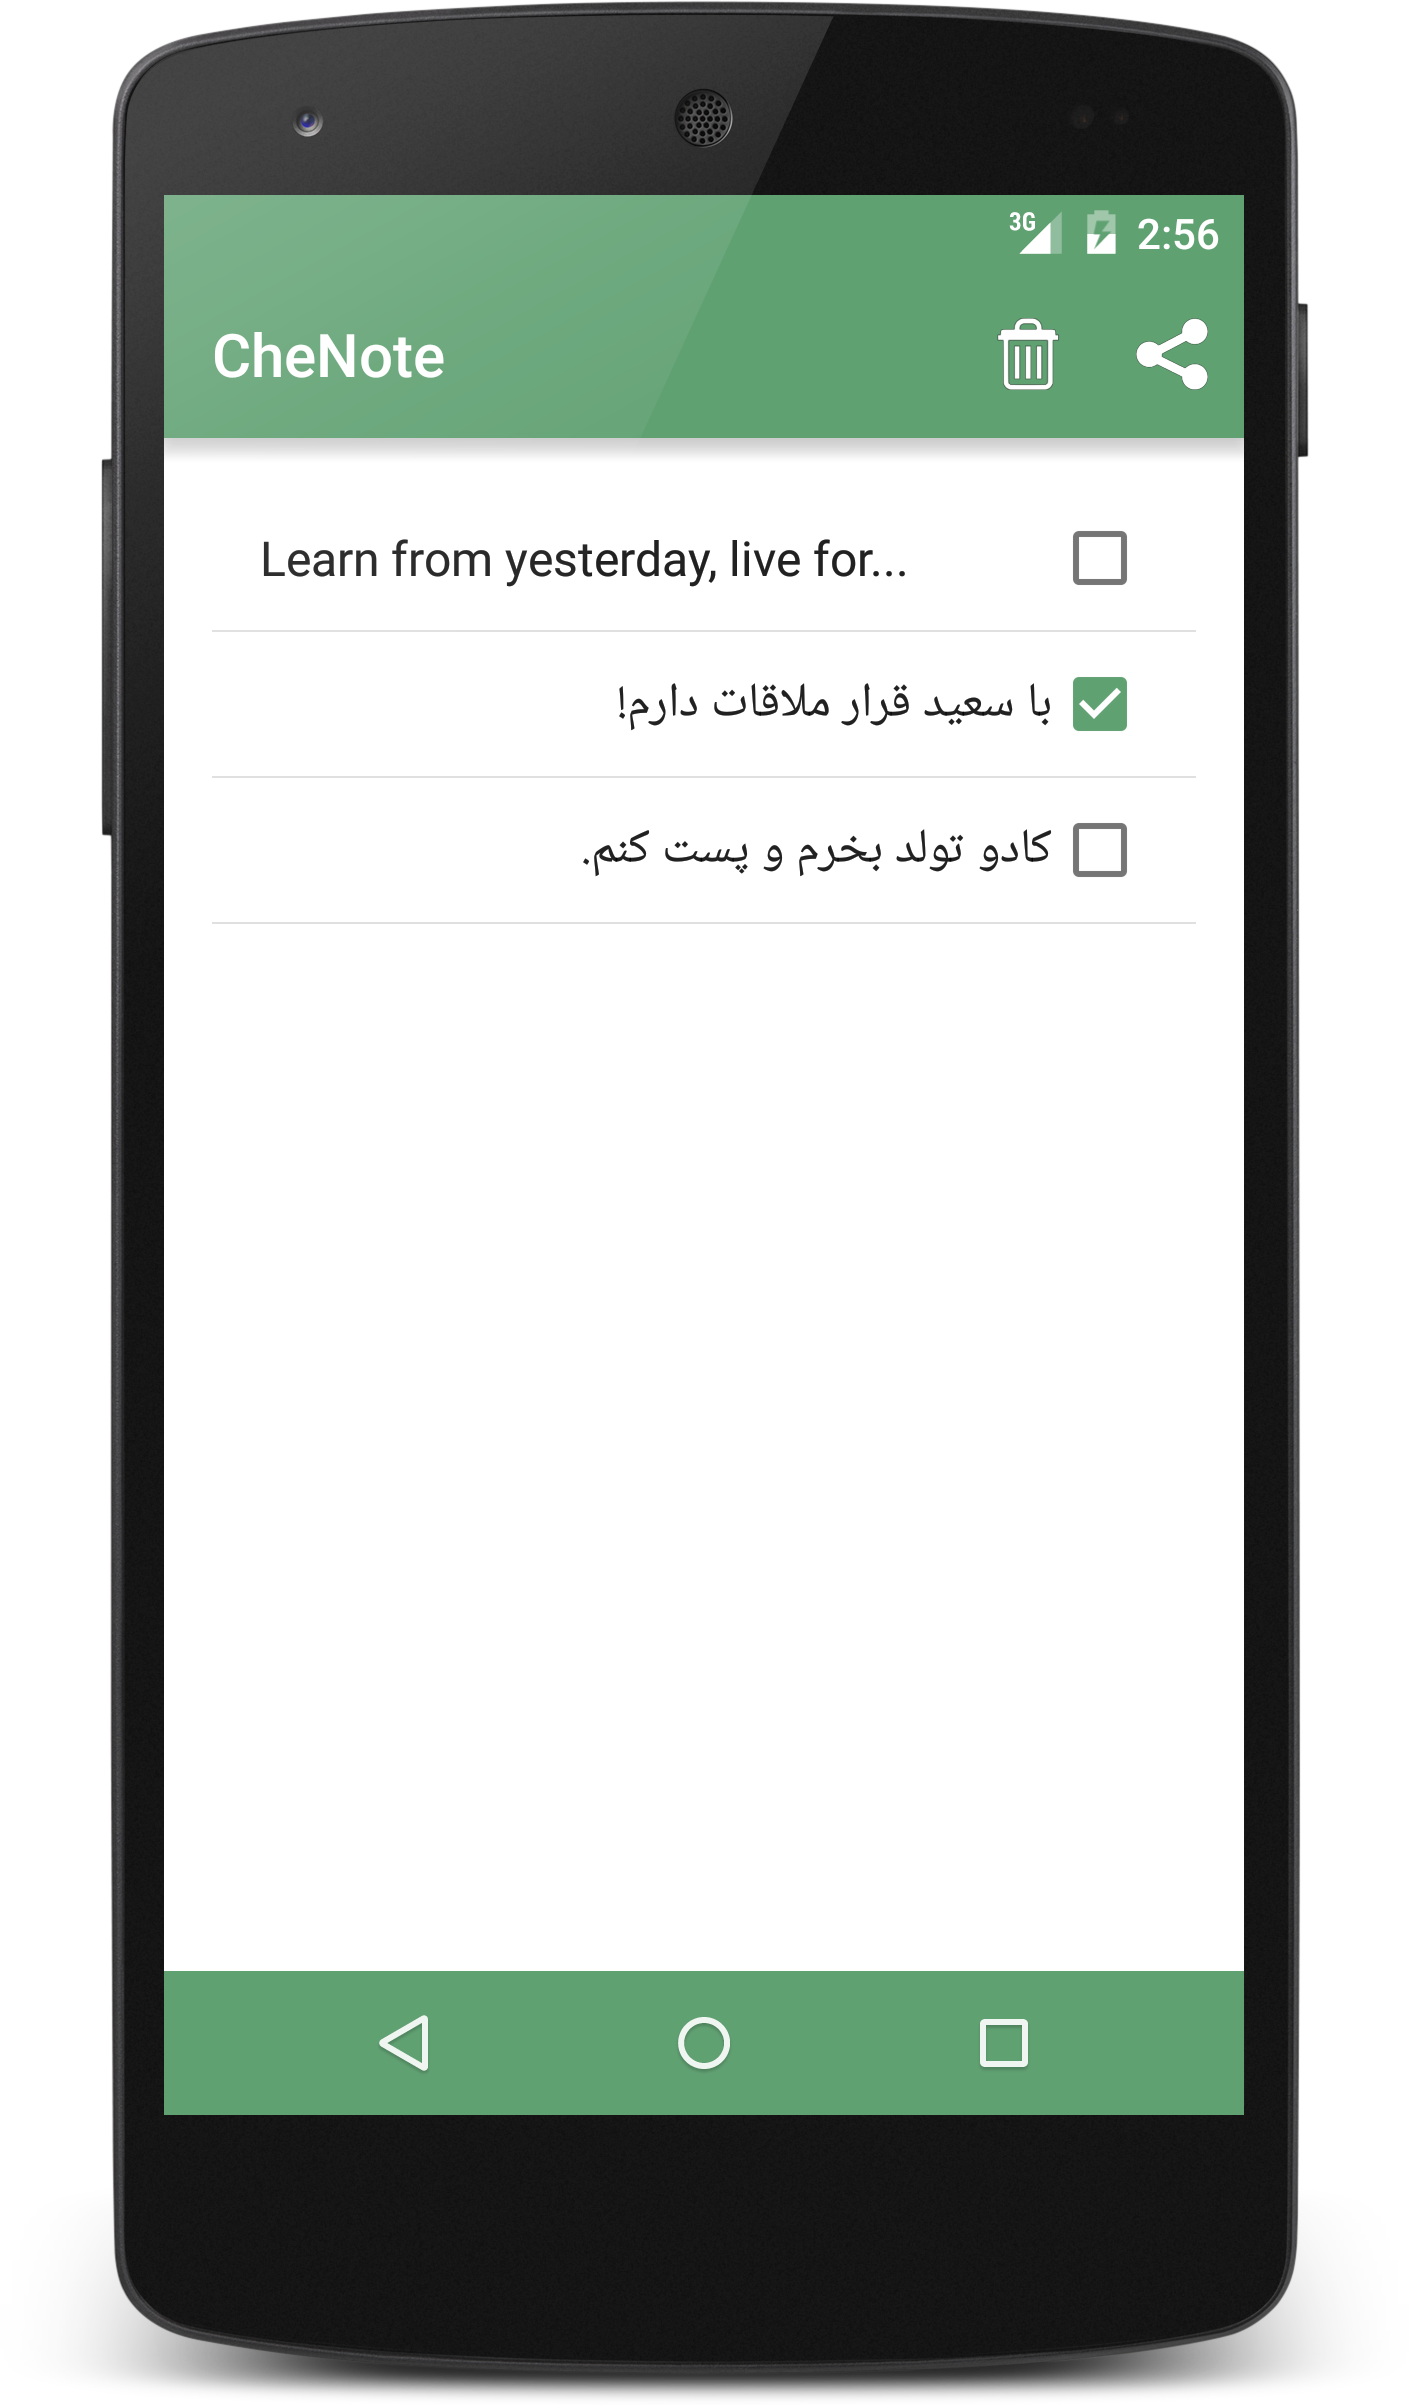 3G 2:56
CheNote
Learn from yesterday, live for...
با سعید قرار ملاقات دارم!
کادو تولد بخرم و پست کنم.